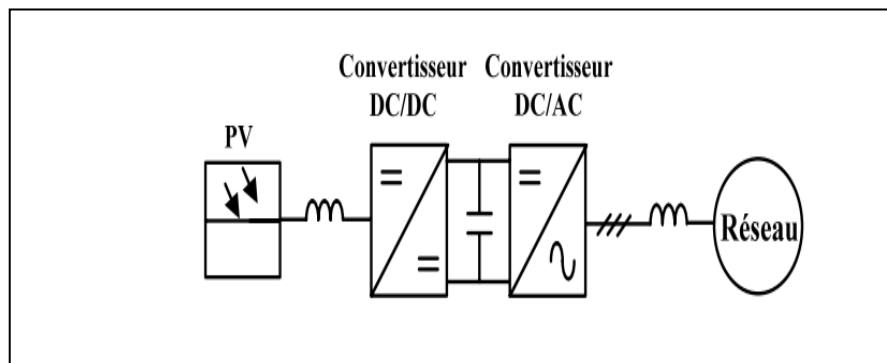 Convertisseur
DC/DC
Convertisseur
DC/AC
PV
Réseau